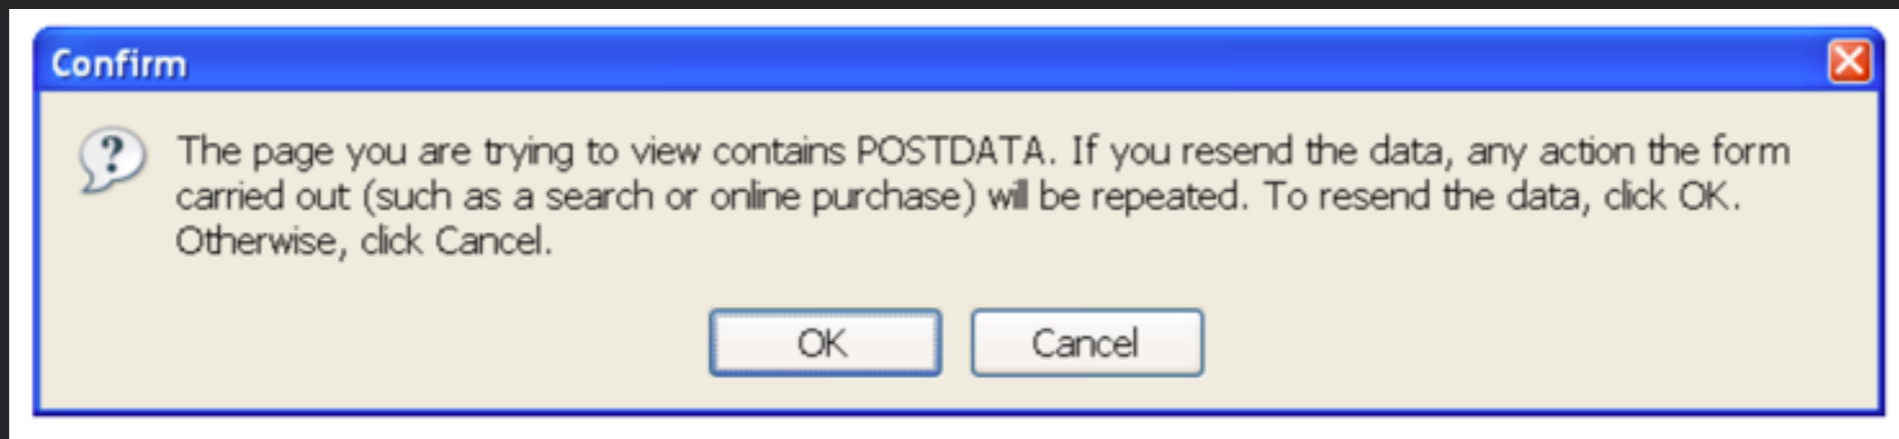 Confirm
The page you are trying to view contains POSTDATA. If you resend the data, any action the form
carried out (such as a search or online purchase) will be repeated. To resend the data, click OK.
Otherwise, click Cancel.
OK
Cancel